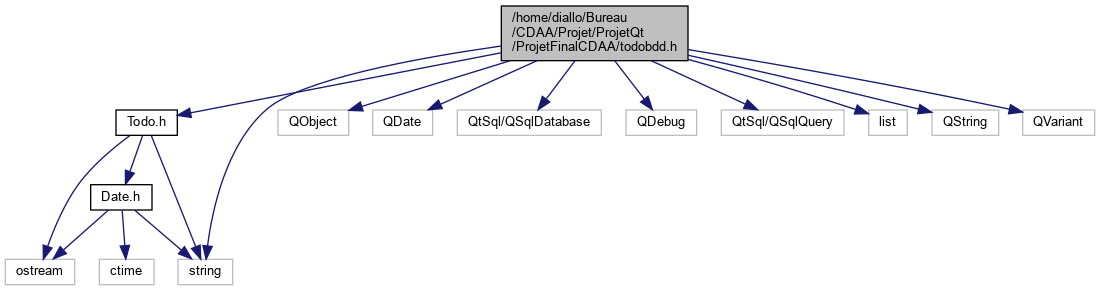 /home/diallo/Bureau
/CDAA/Projet/ProjetQt
/ProjetFinalCDAA/todobdd.h
Todo.h
QObject
QDate
QtSql/QSqlDatabase
QDebug
QtSql/QSqlQuery
list
QString
QVariant
Date.h
ostream
ctime
string